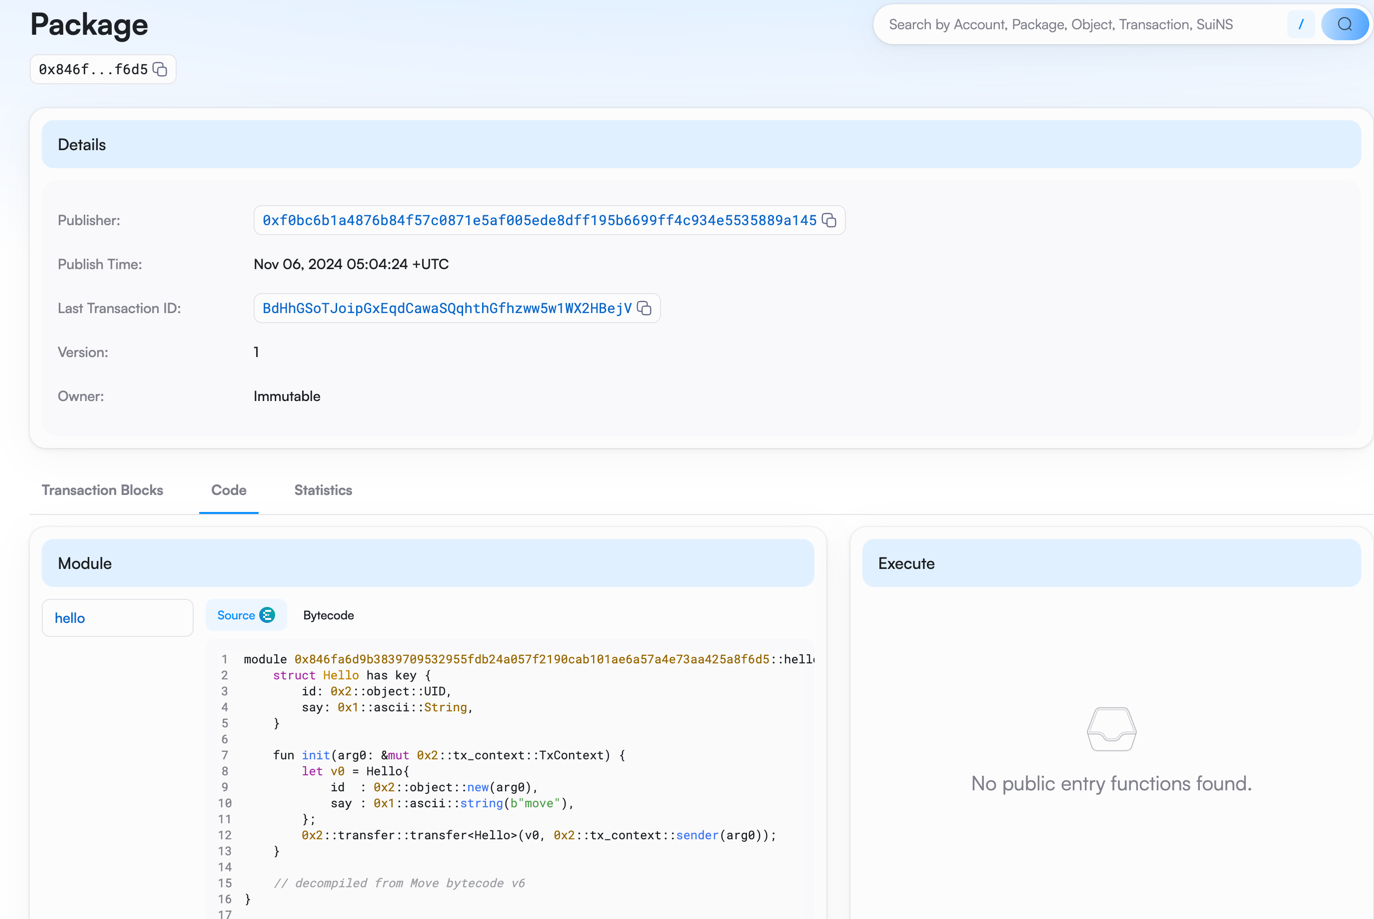 Package
Search by Account, Package, Object, Transaction, SuiNS
/
0x846f...f6d5
Details
Publisher:
0xf0bc6b1a4876b84f57c0871e5af005ede8dff195b6699ff4c934e5535889a145
Publish Time:
Nov 06, 2024 05:04:24 +UTC
Last Transaction ID:
BdHhGSoTJoipGxEqdCawaSQqhthGfhzww5w1WX2HBejV
Version:
1
Owner:
Immutable
Transaction Blocks Code Statistics
Module
hello
Source Bytecode
1 module 0x846fa6d9b3839709532955fdb24a057f2190cab101ae6a57a4e73aa425a8f6d5::hello
2 struct Hello has key {
3 id: 0x2::object::UID,
4 say: 0x1::ascii::String,
5 }
6
7 fun init(arg0: &mut 0x2::tx_context::TxContext) {
8 let v0 = Hello{
9 id  : 0x2::object::new(arg0),
10 say : 0x1::ascii::string(b"move"),
11 };
12 0x2::transfer::transfer<Hello>(v0, 0x2::tx_context::sender(arg0));
13 }
14
15 // decompiled from Move bytecode v6
16 }
17
Execute
No public entry functions found.